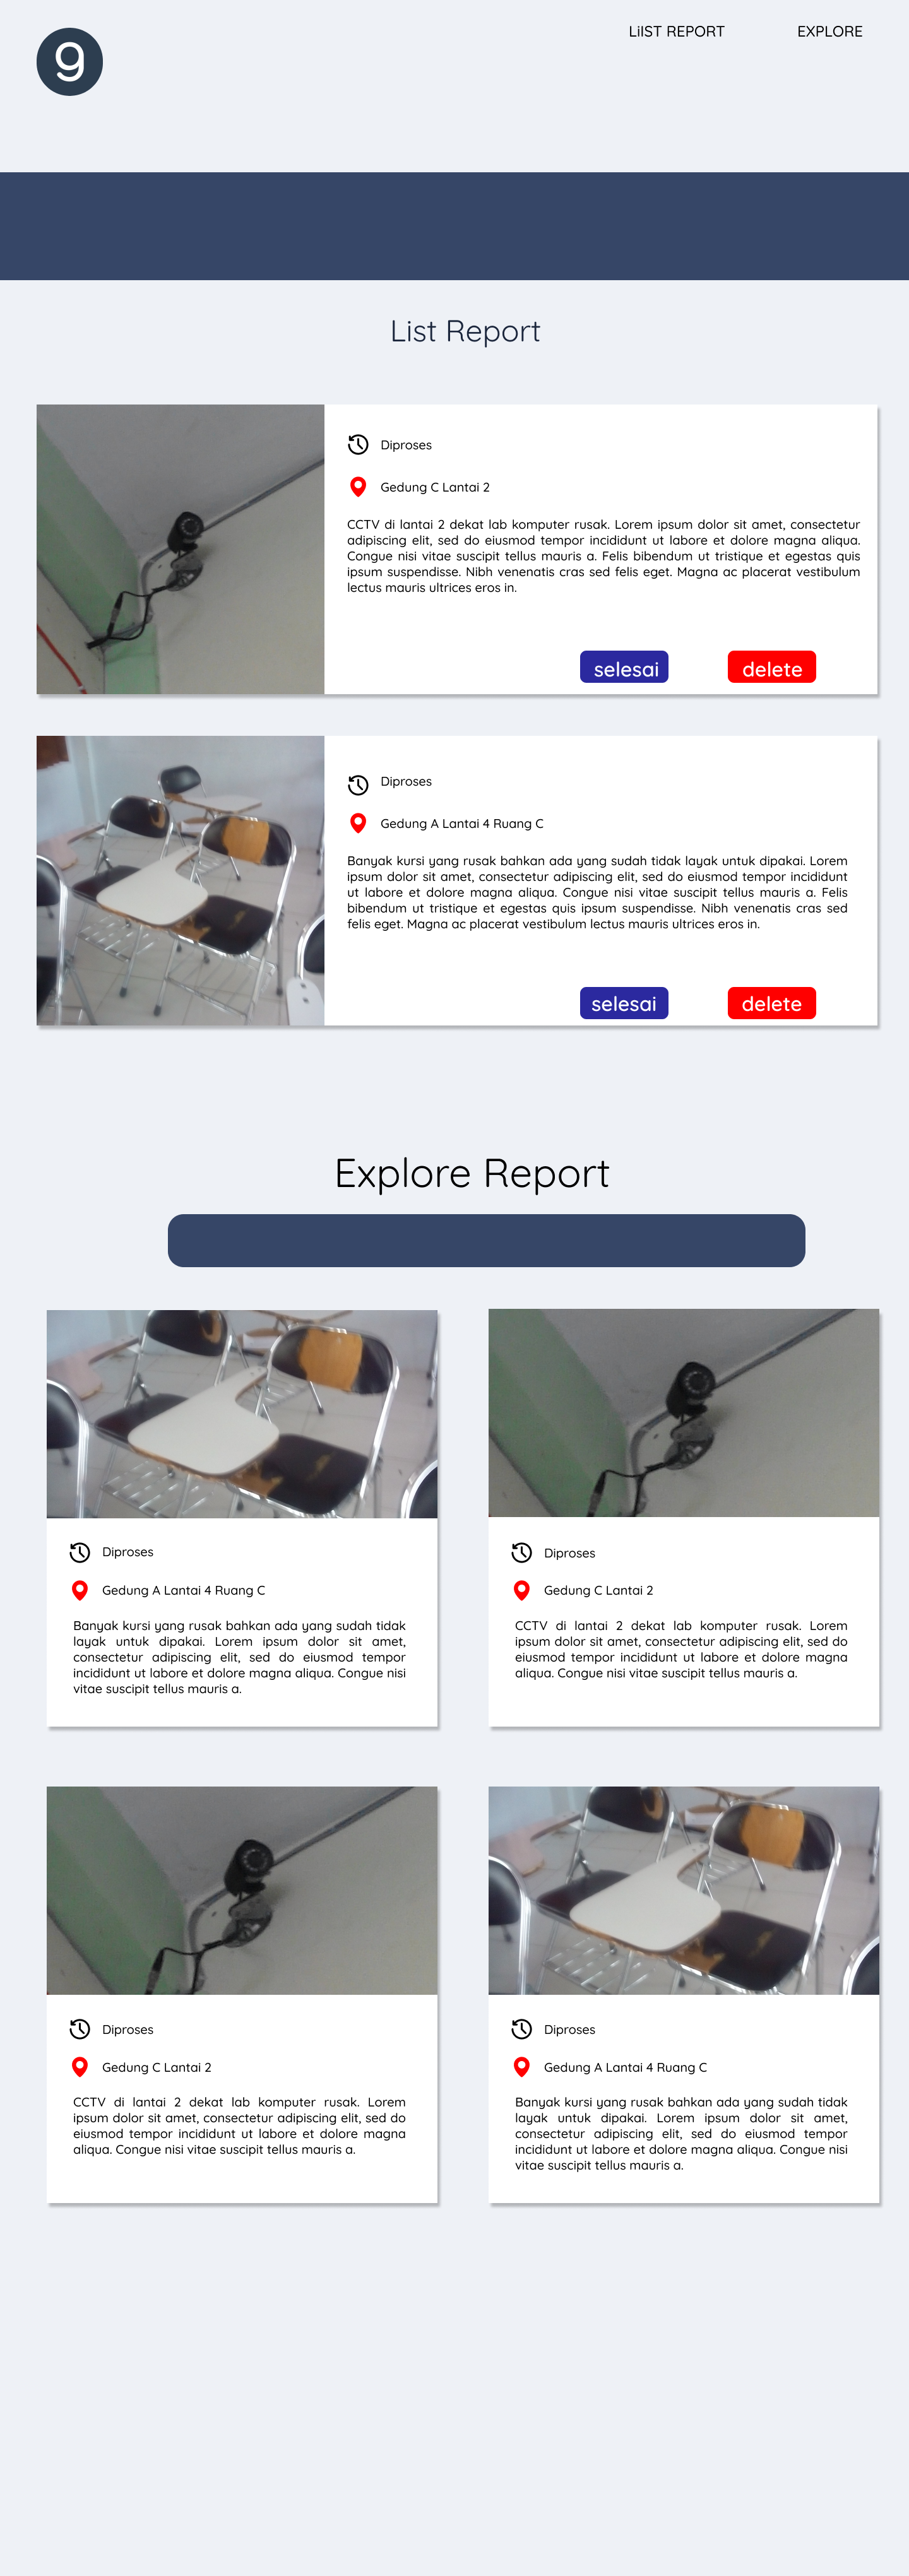 9
LiIST REPORT
EXPLORE
List Report
Diproses
Gedung C Lantai 2
CCTV di lantai 2 dekat lab komputer rusak. Lorem ipsum dolor sit amet, consectetur
adipiscing elit, sed do eiusmod tempor incididunt ut labore et dolore magna aliqua.
Congue nisi vitae suscipit tellus mauris a. Felis bibendum ut tristique et egestas quis
ipsum suspendisse. Nibh venenatis cras sed felis eget. Magna ac placerat vestibulum
lectus mauris ultrices eros in.
selesai
delete
Diproses
Gedung A Lantai 4 Ruang C
Banyak kursi yang rusak bahkan ada yang sudah tidak layak untuk dipakai. Lorem
ipsum dolor sit amet, consectetur adipiscing elit, sed do eiusmod tempor incididunt
ut labore et dolore magna aliqua. Congue nisi vitae suscipit tellus mauris a. Felis
bibendum ut tristique et egestas quis ipsum suspendisse. Nibh venenatis cras sed
felis eget. Magna ac placerat vestibulum lectus mauris ultrices eros in.
selesai
delete
Explore Report
Diproses
Gedung A Lantai 4 Ruang C
Banyak kursi yang rusak bahkan ada yang sudah tidak
layak untuk dipakai. Lorem ipsum dolor sit amet,
consectetur adipiscing elit, sed do eiusmod tempor
incididunt ut labore et dolore magna aliqua. Congue nisi
vitae suscipit tellus mauris a.
Diproses
Gedung C Lantai 2
CCTV di lantai 2 dekat lab komputer rusak. Lorem
ipsum dolor sit amet, consectetur adipiscing elit, sed do
eiusmod tempor incididunt ut labore et dolore magna
aliqua. Congue nisi vitae suscipit tellus mauris a.
Diproses
Gedung C Lantai 2
CCTV di lantai 2 dekat lab komputer rusak. Lorem
ipsum dolor sit amet, consectetur adipiscing elit, sed do
eiusmod tempor incididunt ut labore et dolore magna
aliqua. Congue nisi vitae suscipit tellus mauris a.
Diproses
Gedung A Lantai 4 Ruang C
Banyak kursi yang rusak bahkan ada yang sudah tidak
layak untuk dipakai. Lorem ipsum dolor sit amet,
consectetur adipiscing elit, sed do eiusmod tempor
incididunt ut labore et dolore magna aliqua. Congue nisi
vitae suscipit tellus mauris a.